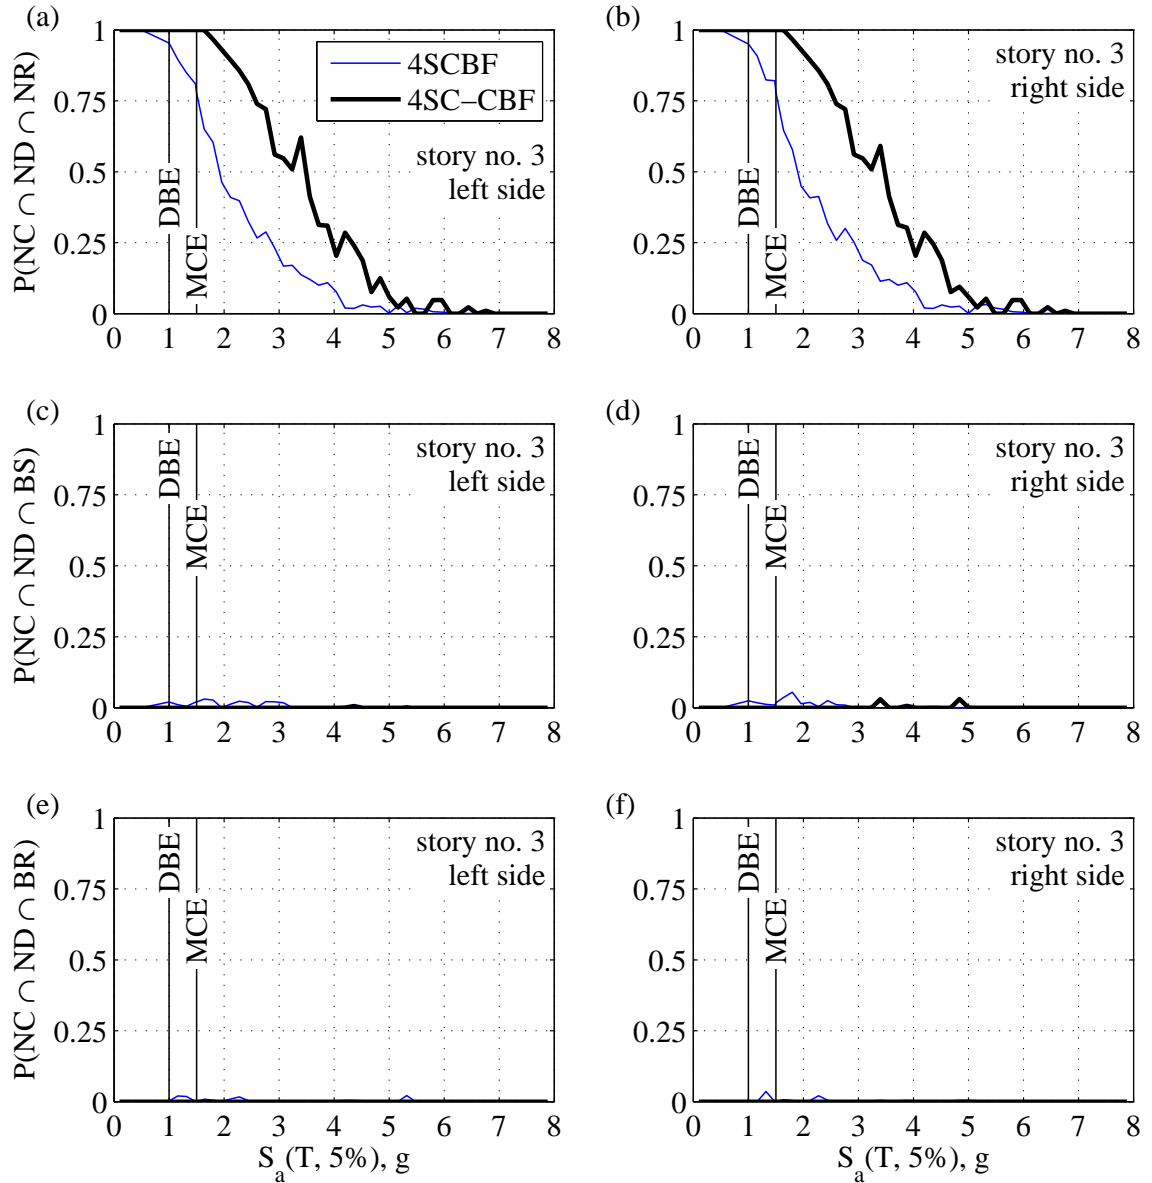 (a)
(b)
P(NC ∩ ND ∩ NR)
1
0.75
0.5
0.25
0
0 1 2 3 4 5 6 7 8
DBE
MCE
4SCBF
4SC−CBF
story no. 3
left side
1
0.75
0.5
0.25
0
0 1 2 3 4 5 6 7 8
DBE
MCE
story no. 3
right side
(c)
(d)
P(NC ∩ ND ∩ BS)
1
0.75
0.5
0.25
0
0 1 2 3 4 5 6 7 8
DBE
MCE
story no. 3
left side
1
0.75
0.5
0.25
0
0 1 2 3 4 5 6 7 8
DBE
MCE
story no. 3
right side
(e)
(f)
P(NC ∩ ND ∩ BR)
1
0.75
0.5
0.25
0
0 1 2 3 4 5 6 7 8
DBE
MCE
story no. 3
left side
S_a(T, 5%), g
1
0.75
0.5
0.25
0
0 1 2 3 4 5 6 7 8
DBE
MCE
story no. 3
right side
S_a(T, 5%), g